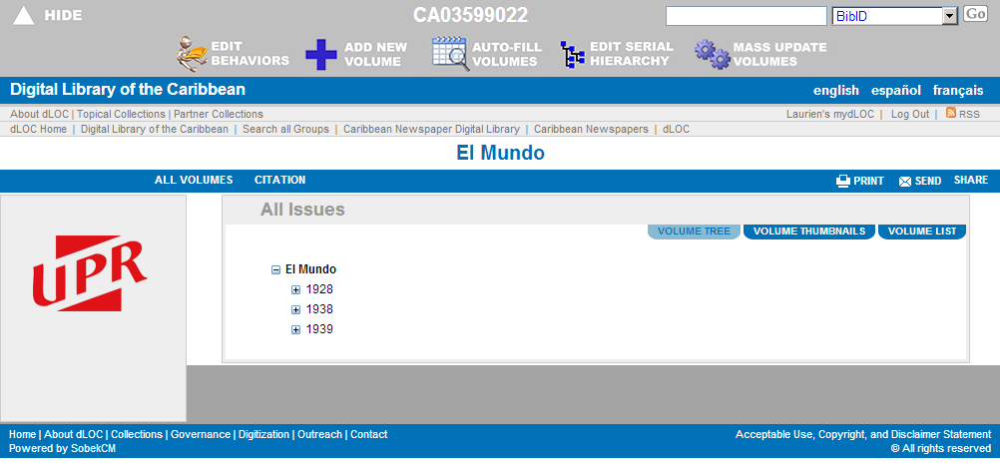 HIDE
CA03599022
BibID
Go
EDIT BEHAVIORS
ADD NEW VOLUME
AUTO-FILL VOLUMES
EDIT SERIAL HIERARCHY
MASS UPDATE VOLUMES
Digital Library of the Caribbean
english español français
About dLOC | Topical Collections | Partner Collections
Laurien's mydLOC | Log Out | RSS
dLOC Home | Digital Library of the Caribbean | Search all Groups | Caribbean Newspaper Digital Library | Caribbean Newspapers | dLOC
El Mundo
ALL VOLUMES CITATION
PRINT SEND SHARE
UPR
All Issues
VOLUME TREE VOLUME THUMBNAILS VOLUME LIST
El Mundo
1928
1938
1939
Home | About dLOC | Collections | Governance | Digitization | Outreach | Contact
Powered by SobekCM
Acceptable Use, Copyright, and Disclaimer Statement
© All rights reserved